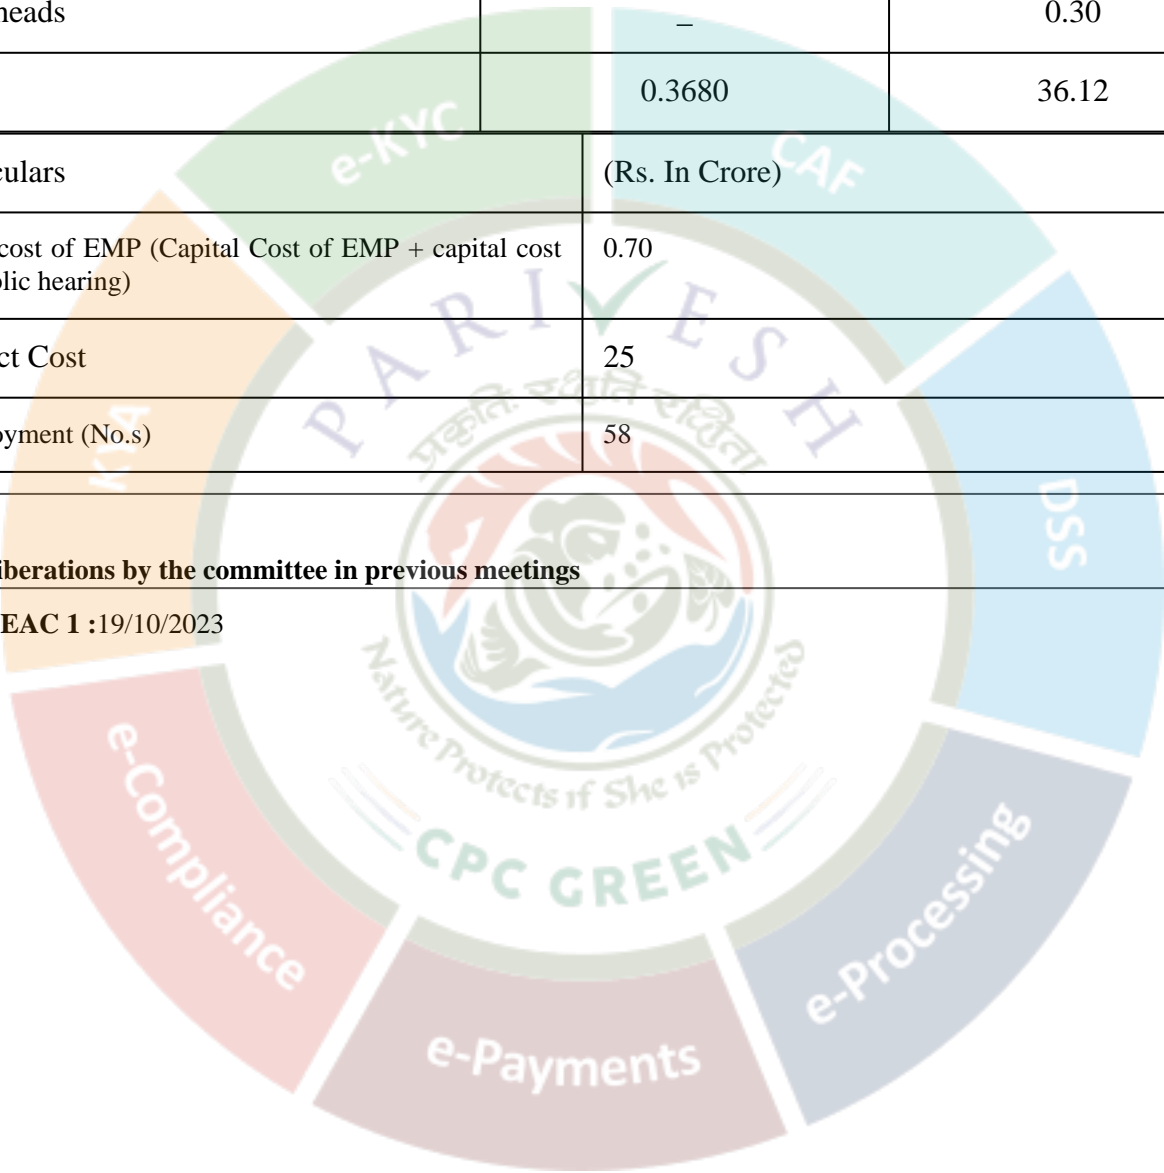 neads _ 0.30
0.3680 36.12
culars (Rs. In Crore)
cost of EMP (Capital Cost of EMP + capital cost 0.70
olic hearing)
ct Cost 25
oyment (No.s) 58
iberations by the committee in previous meetings
EAC 1 :19/10/2023
e-KYC
CAF
KYA
DSS
PARIVESH
प्रकृतिः रक्षति रक्षिता
Nature Protects if She is Protected
CPC GREEN
e-Compliance
e-Processing
e-Payments